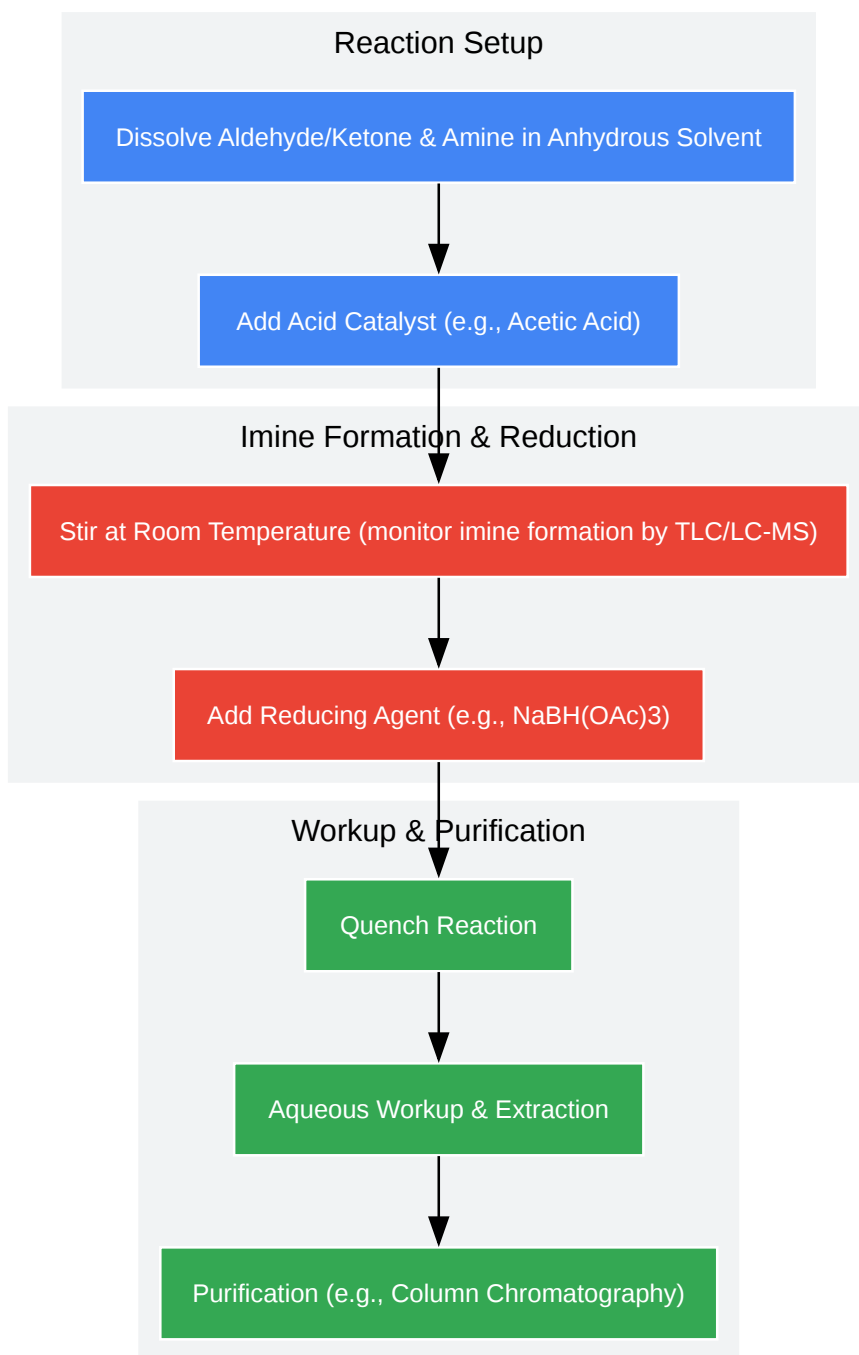 Reaction Setup
Dissolve Aldehyde/Ketone & Amine in Anhydrous Solvent
Add Acid Catalyst (e.g., Acetic Acid)
Imine Formation & Reduction
Stir at Room Temperature (monitor imine formation by TLC/LC-MS)
Add Reducing Agent (e.g., NaBH(OAc)3)
Workup & Purification
Quench Reaction
Aqueous Workup & Extraction
Purification (e.g., Column Chromatography)